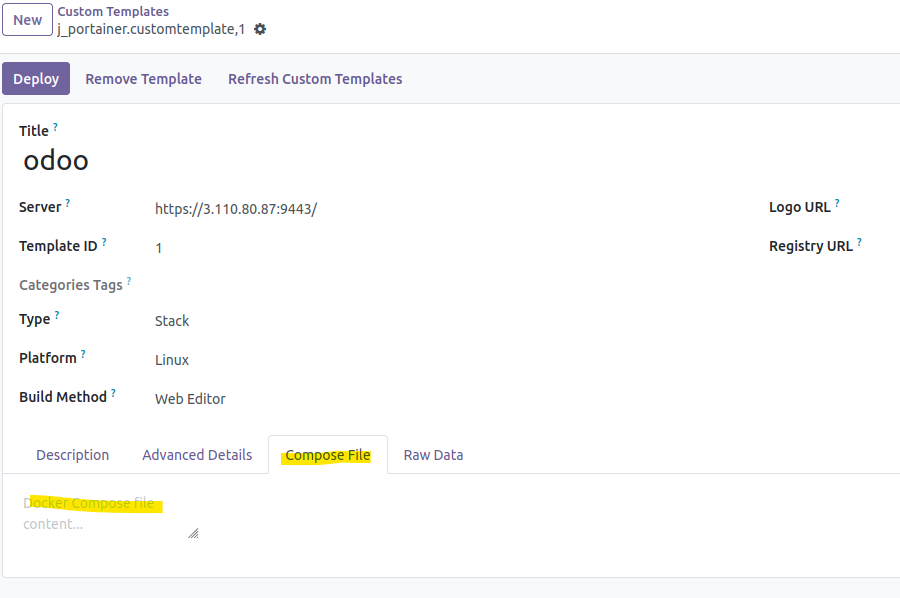 New
Custom Templates
j_portainer.customtemplate,1
Deploy Remove Template Refresh Custom Templates
Title ?
odoo
Server ? https://3.110.80.87:9443/ Logo URL ?
Template ID ? 1 Registry URL ?
Categories Tags ?
Type ? Stack
Platform ? Linux
Build Method ? Web Editor
Description Advanced Details Compose File Raw Data
Docker Compose file
content...